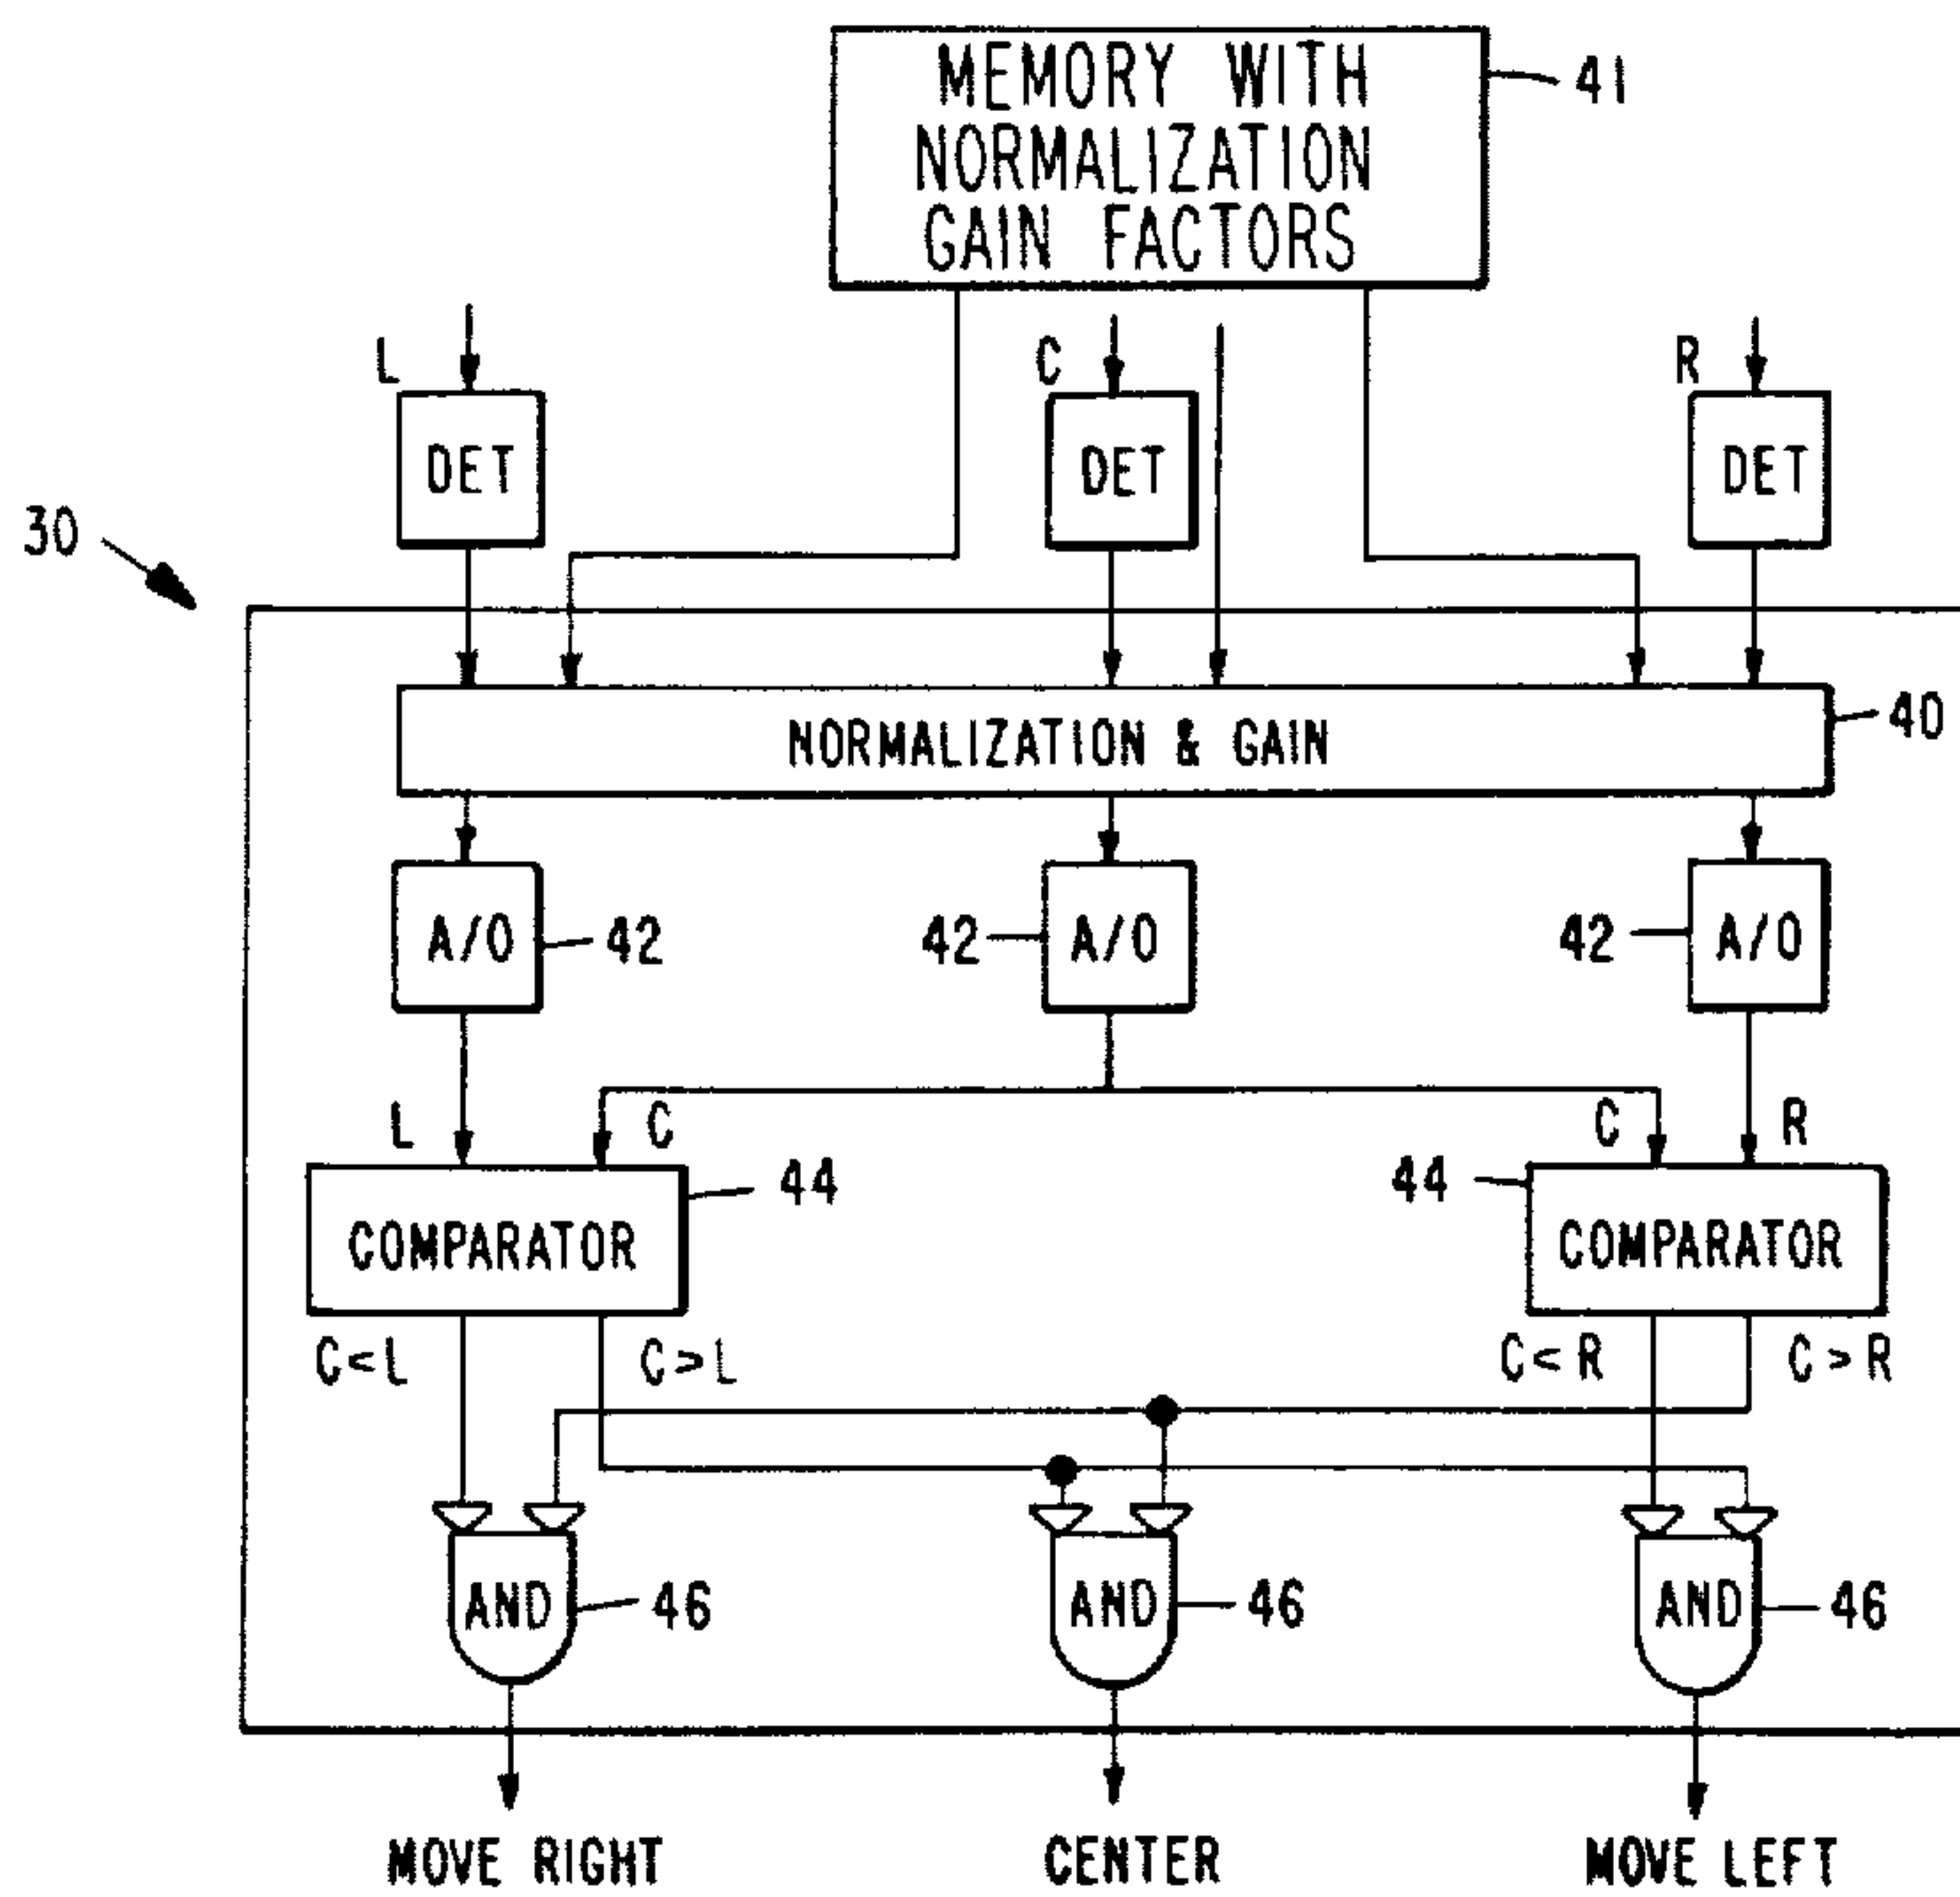 MEMORY WITH
NORMALIZATION
GAIN FACTORS
41
L
C
R
DET
DET
DET
30
NORMALIZATION & GAIN
40
A/O
42
42
A/O
42
A/O
L
C
C
R
44
44
COMPARATOR
COMPARATOR
C<L
C>L
C<R
C>R
AND
46
AND
46
AND
46
MOVE RIGHT
CENTER
MOVE LEFT